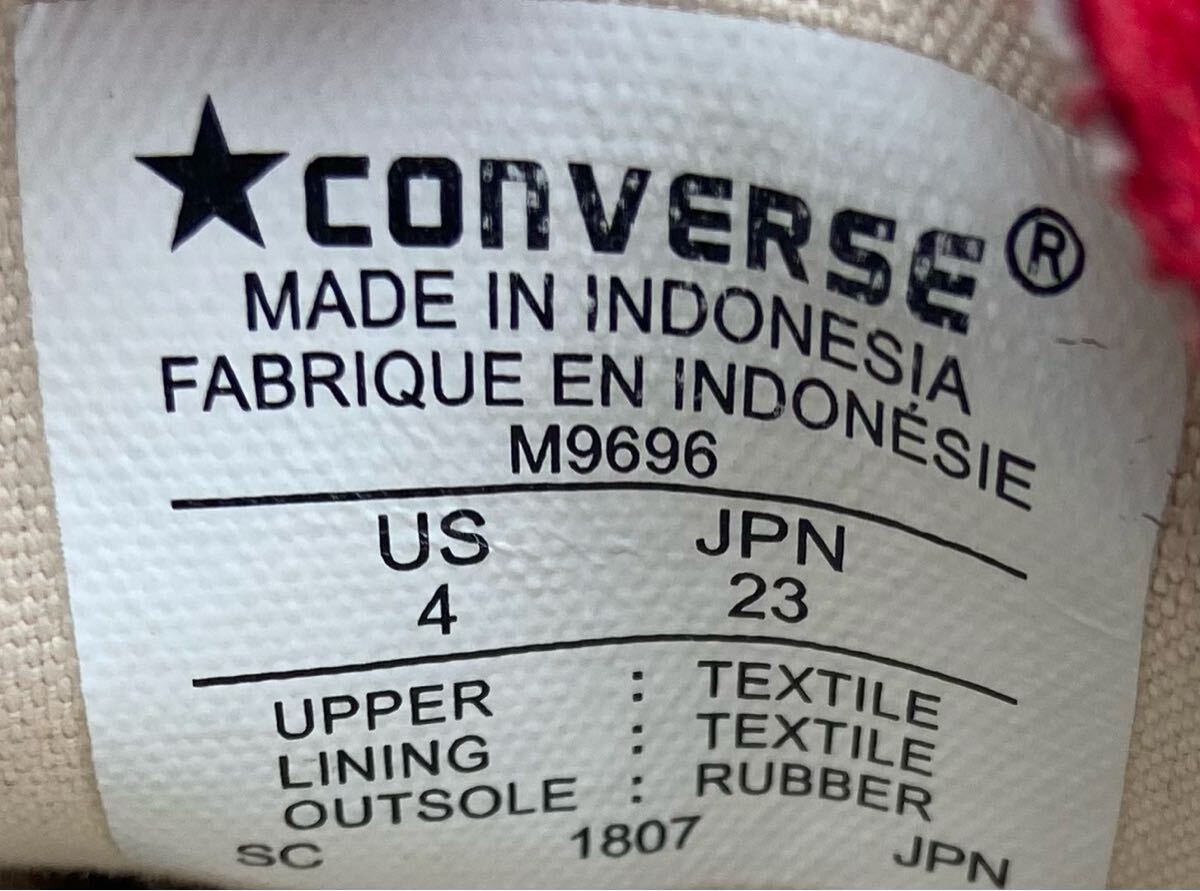 ★CONVERSE®
MADE IN INDONESIA
FABRIQUE EN INDONÉSIE
M9696
US JPN
4 23
UPPER : TEXTILE
LINING : TEXTILE
OUTSOLE : RUBBER
SC 1807 JPN